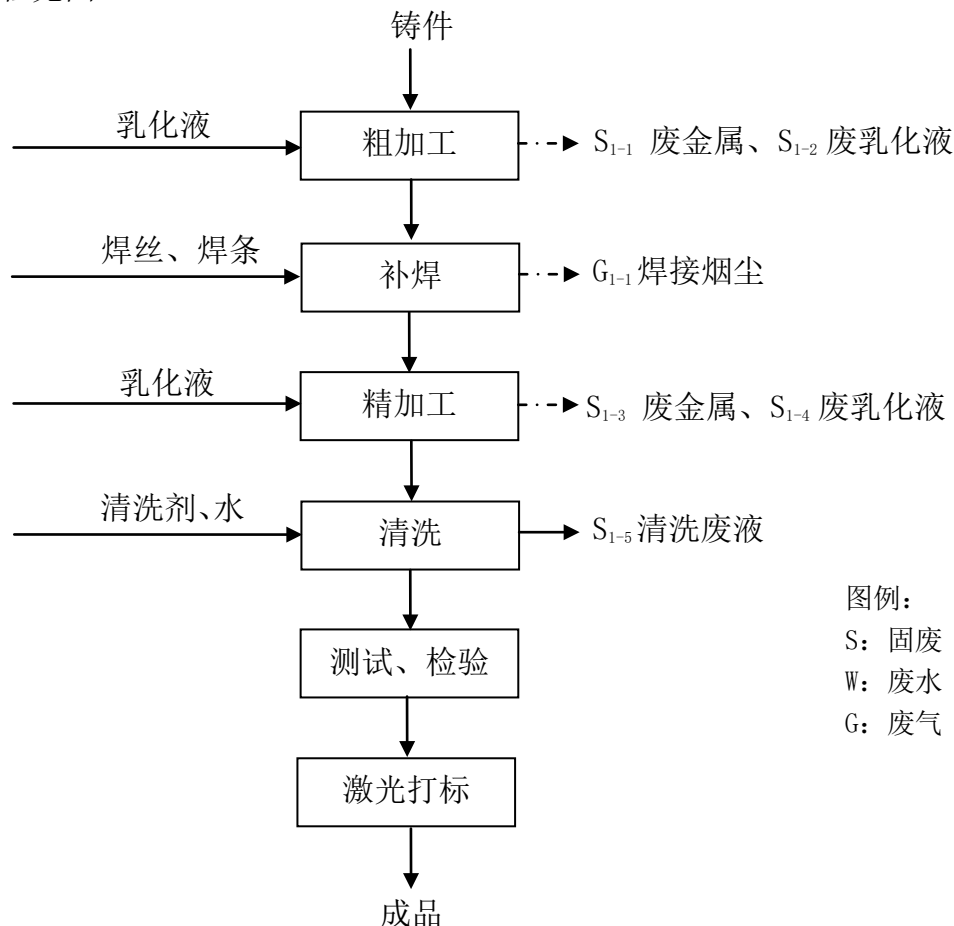 铸件
乳化液
粗加工
S1-1 废金属、S1-2 废乳化液
焊丝、焊条
补焊
G1-1焊接烟尘
乳化液
精加工
S1-3 废金属、S1-4 废乳化液
清洗剂、水
清洗
S1-5清洗废液
测试、检验
激光打标
成品
图例：
S：固废
W：废水
G：废气